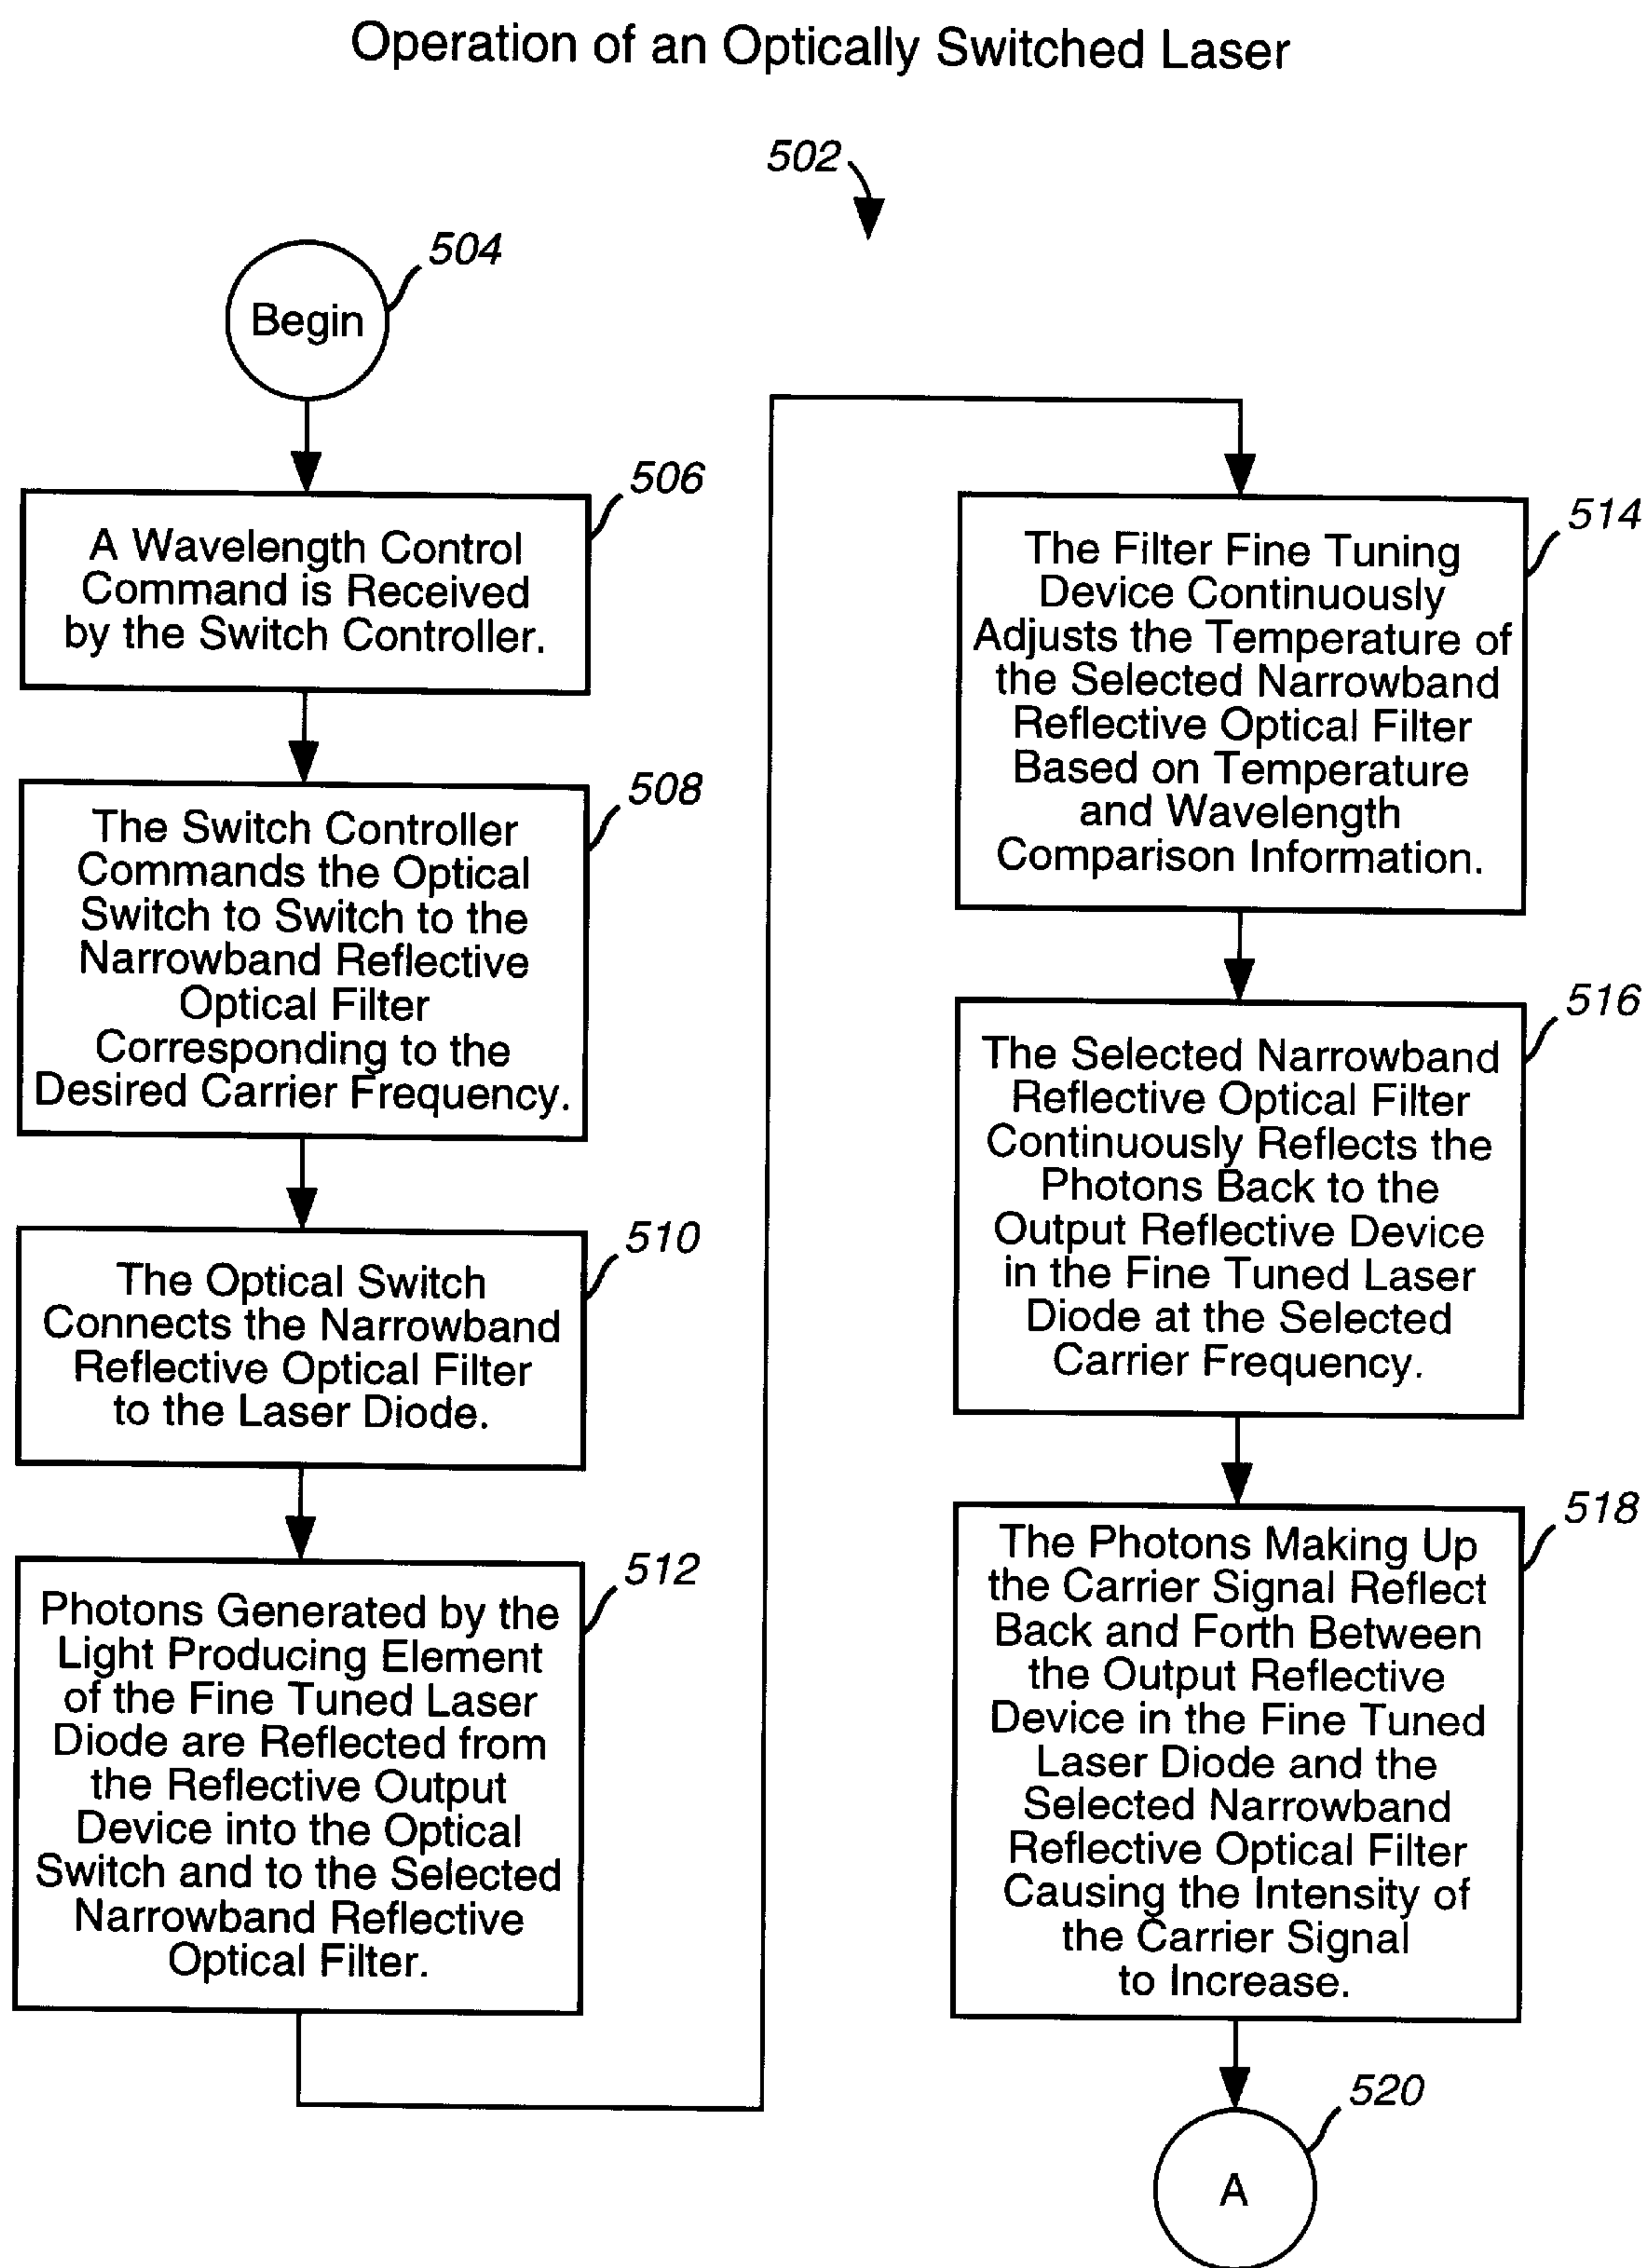 Operation of an Optically Switched Laser
502
504
Begin
506
A Wavelength Control
Command is Received
by the Switch Controller.
508
The Switch Controller
Commands the Optical
Switch to Switch to the
Narrowband Reflective
Optical Filter
Corresponding to the
Desired Carrier Frequency.
510
The Optical Switch
Connects the Narrowband
Reflective Optical Filter
to the Laser Diode.
512
Photons Generated by the
Light Producing Element
of the Fine Tuned Laser
Diode are Reflected from
the Reflective Output
Device into the Optical
Switch and to the Selected
Narrowband Reflective
Optical Filter.
514
The Filter Fine Tuning
Device Continuously
Adjusts the Temperature of
the Selected Narrowband
Reflective Optical Filter
Based on Temperature
and Wavelength
Comparison Information.
516
The Selected Narrowband
Reflective Optical Filter
Continuously Reflects the
Photons Back to the
Output Reflective Device
in the Fine Tuned Laser
Diode at the Selected
Carrier Frequency.
518
The Photons Making Up
the Carrier Signal Reflect
Back and Forth Between
the Output Reflective
Device in the Fine Tuned
Laser Diode and the
Selected Narrowband
Reflective Optical Filter
Causing the Intensity of
the Carrier Signal
to Increase.
520
A